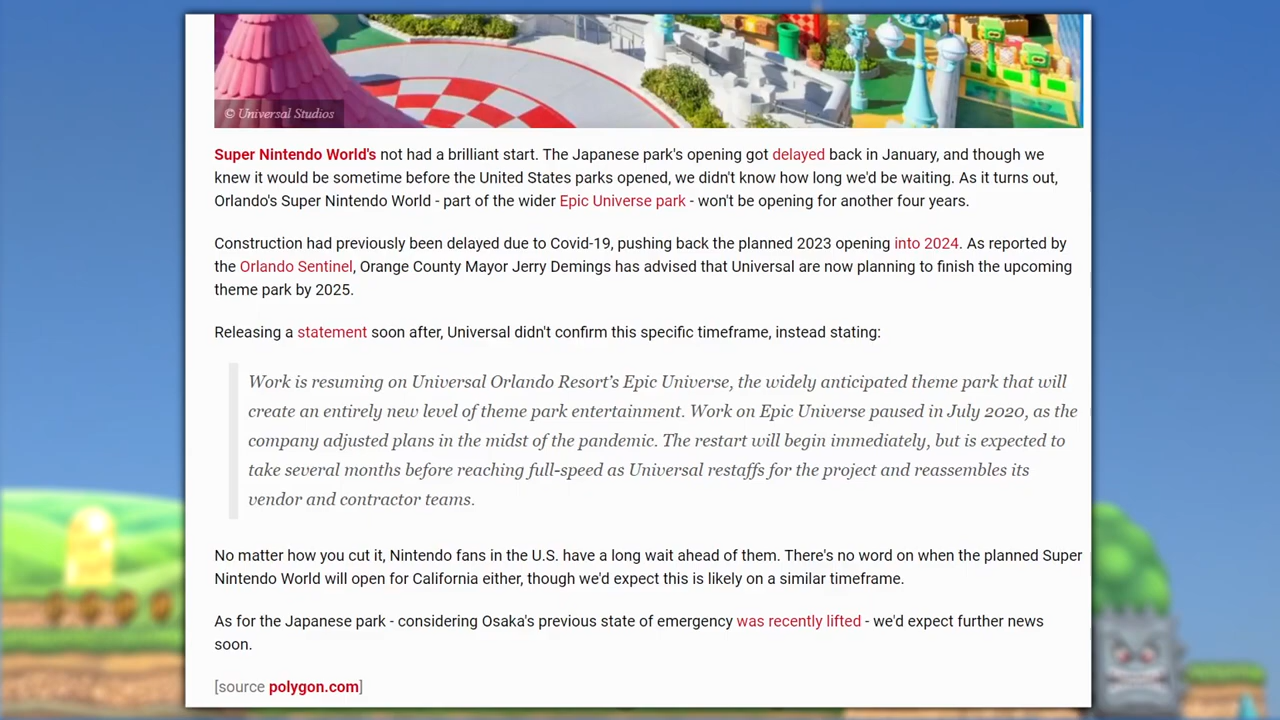 © Universal Studios
Super Nintendo World's not had a brilliant start. The Japanese park's opening got delayed back in January, and though we
knew it would be sometime before the United States parks opened, we didn't know how long we'd be waiting. As it turns out,
Orlando's Super Nintendo World - part of the wider Epic Universe park - won't be opening for another four years.
Construction had previously been delayed due to Covid-19, pushing back the planned 2023 opening into 2024. As reported by
the Orlando Sentinel, Orange County Mayor Jerry Demings has advised that Universal are now planning to finish the upcoming
theme park by 2025.
Releasing a statement soon after, Universal didn't confirm this specific timeframe, instead stating:
Work is resuming on Universal Orlando Resort’s Epic Universe, the widely anticipated theme park that will
create an entirely new level of theme park entertainment. Work on Epic Universe paused in July 2020, as the
company adjusted plans in the midst of the pandemic. The restart will begin immediately, but is expected to
take several months before reaching full-speed as Universal restaffs for the project and reassembles its
vendor and contractor teams.
No matter how you cut it, Nintendo fans in the U.S. have a long wait ahead of them. There's no word on when the planned Super
Nintendo World will open for California either, though we'd expect this is likely on a similar timeframe.
As for the Japanese park - considering Osaka's previous state of emergency was recently lifted - we'd expect further news
soon.
[source polygon.com]